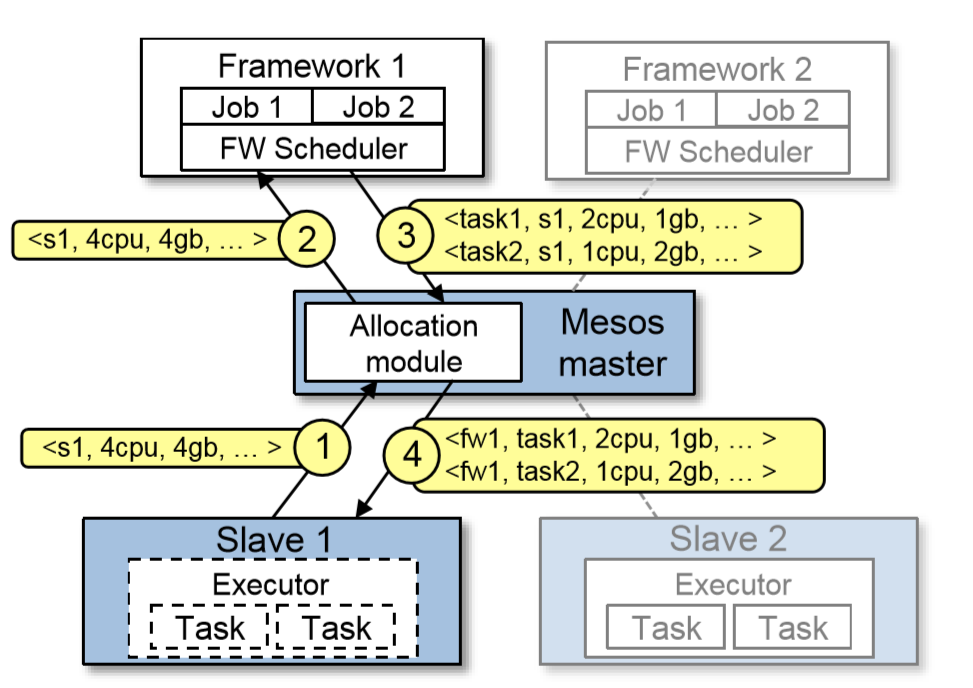 Framework 1
Job 1 Job 2
FW Scheduler
Framework 2
Job 1 Job 2
FW Scheduler
<s1, 4cpu, 4gb, … >
2
3
<task1, s1, 2cpu, 1gb, … >
<task2, s1, 1cpu, 2gb, … >
Allocation
module
Mesos
master
<s1, 4cpu, 4gb, … >
1
4
<fw1, task1, 2cpu, 1gb, … >
<fw1, task2, 1cpu, 2gb, … >
Slave 1
Executor
Task Task
Slave 2
Executor
Task Task